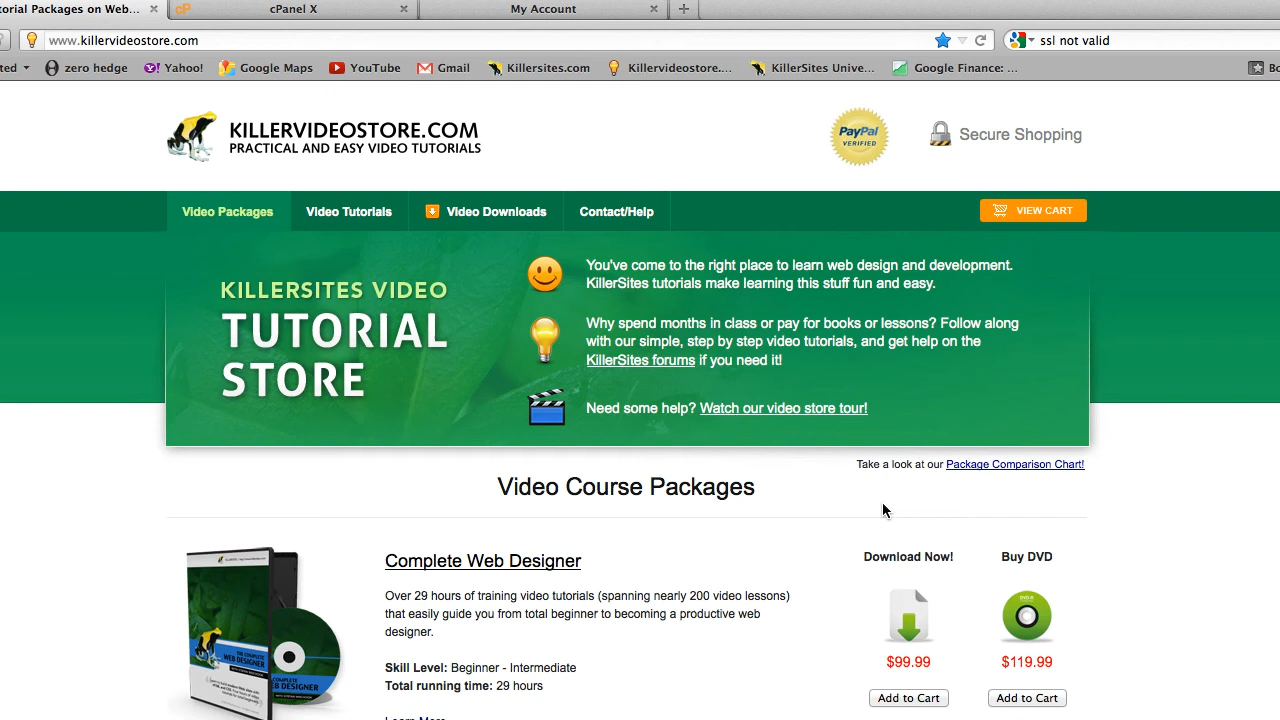 torial Packages on Web...
cPanel X
My Account
www.killervideostore.com
ssl not valid
ted
zero hedge
Yahoo!
Google Maps
YouTube
Gmail
Killersites.com
Killervideostore....
KillerSites Unive...
Google Finance: ...
Bo
KILLERVIDEOSTORE.COM
PRACTICAL AND EASY VIDEO TUTORIALS
PayPal
VERIFIED
Secure Shopping
Video Packages
Video Tutorials
Video Downloads
Contact/Help
VIEW CART
KILLERSITES VIDEO
TUTORIAL
STORE
You've come to the right place to learn web design and development.
KillerSites tutorials make learning this stuff fun and easy.
Why spend months in class or pay for books or lessons? Follow along
with our simple, step by step video tutorials, and get help on the
KillerSites forums if you need it!
Need some help? Watch our video store tour!
Take a look at our Package Comparison Chart!
Video Course Packages
Complete Web Designer
Over 29 hours of training video tutorials (spanning nearly 200 video lessons)
that easily guide you from total beginner to becoming a productive web
designer.
Skill Level: Beginner - Intermediate
Total running time: 29 hours
Learn More
Download Now!
$99.99
Add to Cart
Buy DVD
DVD-R
$119.99
Add to Cart
THE COMPLETE
WEB DESIGNER